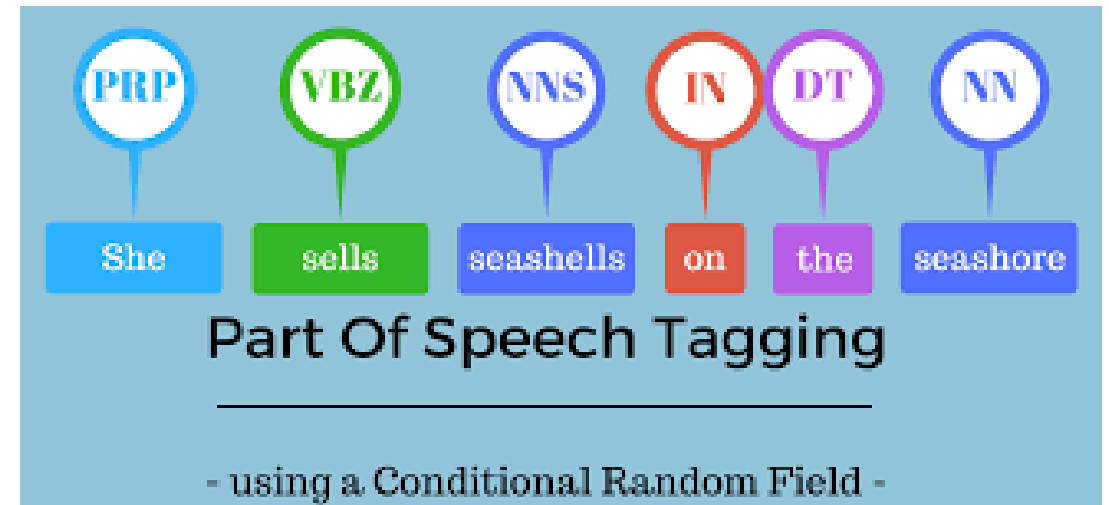 PRP VBZ NNS IN DT NN
She sells seashells on the seashore
Part Of Speech Tagging
- using a Conditional Random Field -